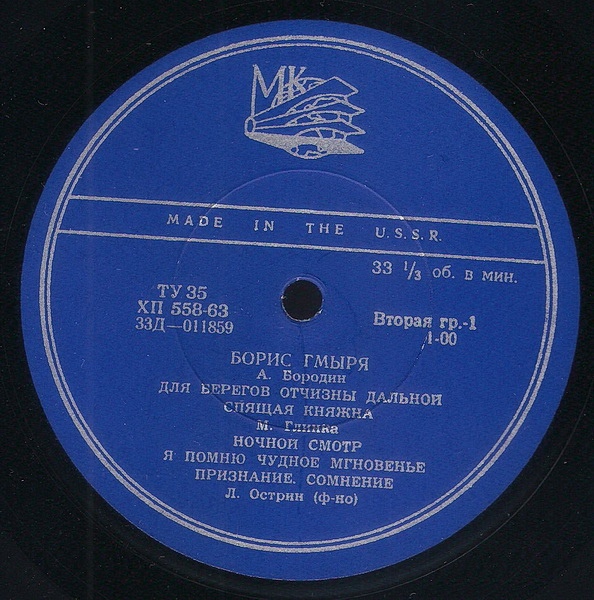 МК
MADE IN THE U.S.S.R.
33 ⅓ об. в мин.
ТУ 35
ХП 558-63
33Д—011859
Вторая гр.-1
1-00
БОРИС ГМЫРЯ
А. Бородин
ДЛЯ БЕРЕГОВ ОТЧИЗНЫ ДАЛЬНОЙ
СПЯЩАЯ КНЯЖНА
М. Глинка
НОЧНОЙ СМОТР
Я ПОМНЮ ЧУДНОЕ МГНОВЕНЬЕ
ПРИЗНАНИЕ. СОМНЕНИЕ
Л. Острин (ф-но)